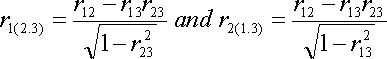 r₁₍₂.₃₎ = (r₁₂ − r₁₃r₂₃) / √(1 − r₂₃²) and r₂₍₁.₃₎ = (r₁₂ − r₁₃r₂₃) / √(1 − r₁₃²)